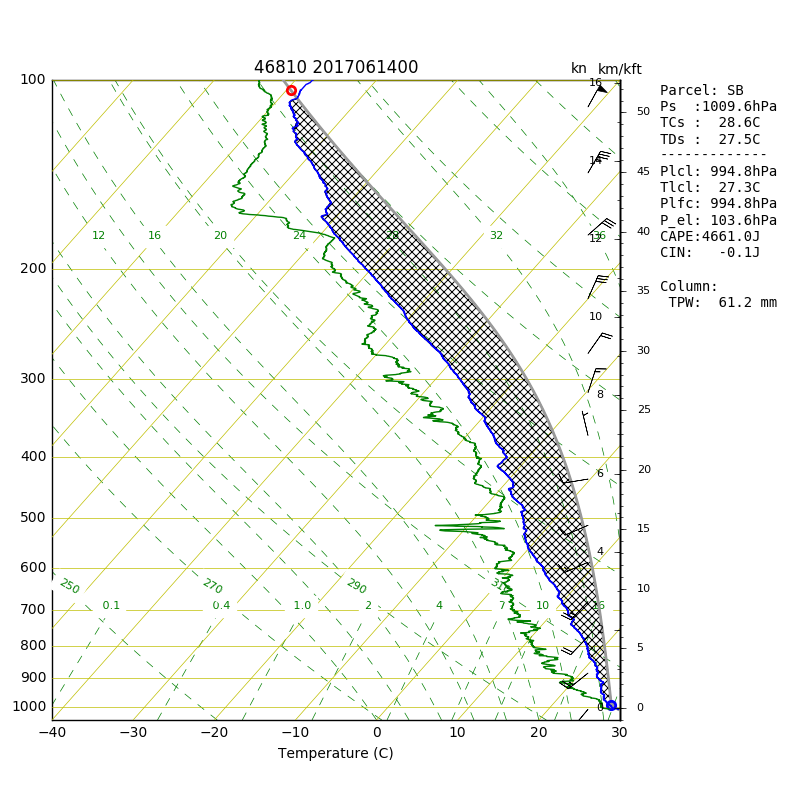 46810 2017061400
kn km/kft
Parcel: SB
Ps  :1009.6hPa
TCs :  28.6C
TDs :  27.5C
-------------
Plcl: 994.8hPa
Tlcl:  27.3C
Plfc: 994.8hPa
P_el: 103.6hPa
CAPE:4661.0J
CIN:   -0.1J
Column:
TPW:  61.2 mm
100
200
300
400
500
600
700
800
900
1000
12 16 20 24 28 32 36
250 270 290
0.1 0.4 1.0 2 4 7 10 16
16
14
12
10
8
6
4
0
50
45
40
35
30
25
20
15
10
5
0
−40 −30 −20 −10 0 10 20 30
Temperature (C)